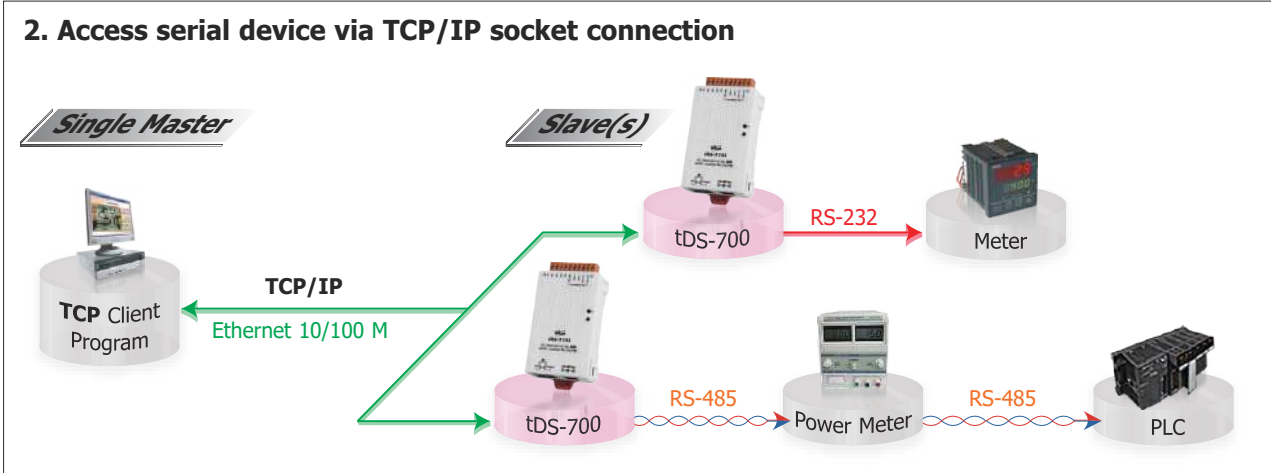 2. Access serial device via TCP/IP socket connection
Single Master
Slave(s)
RS-232
tDS-700
Meter
TCP/IP
Ethernet 10/100 M
TCP Client
Program
RS-485
RS-485
tDS-700
Power Meter
PLC